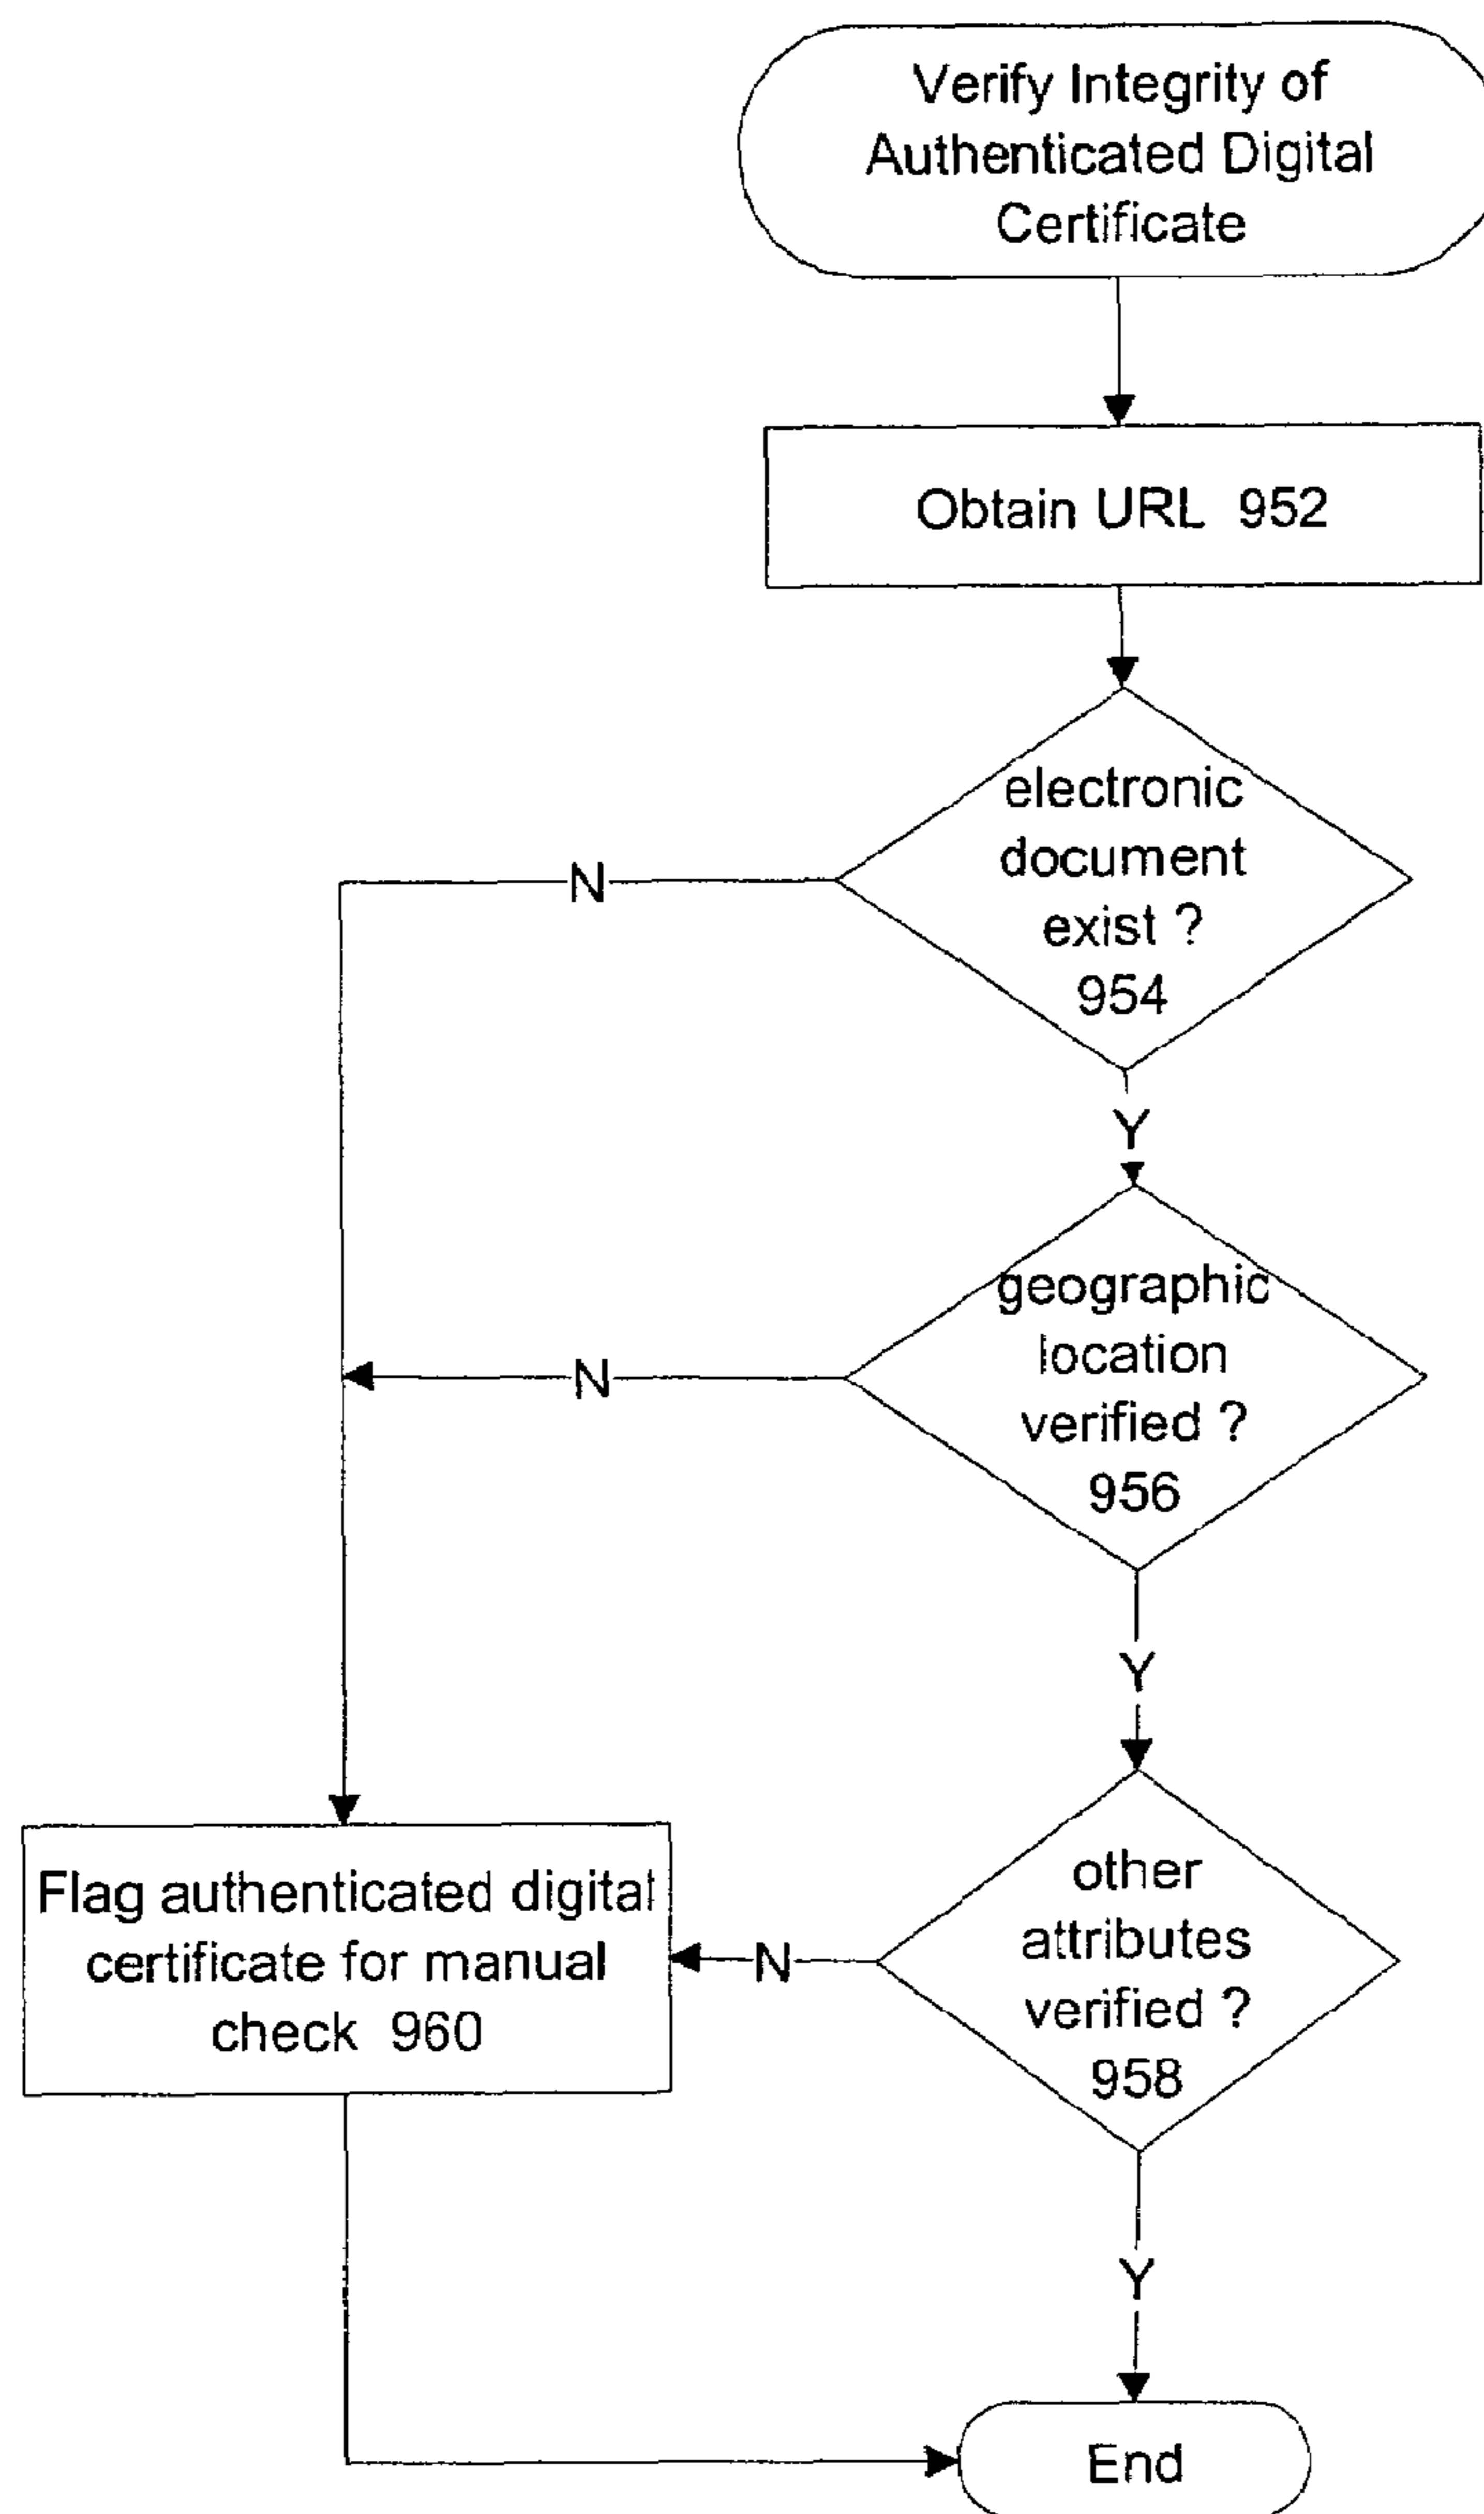 Verify Integrity of
Authenticated Digital
Certificate
Obtain URL 952
electronic
document
exist ?
954
N
Y
geographic
location
verified ?
956
N
Y
other
attributes
verified ?
958
N
Flag authenticated digital
certificate for manual
check 960
Y
End